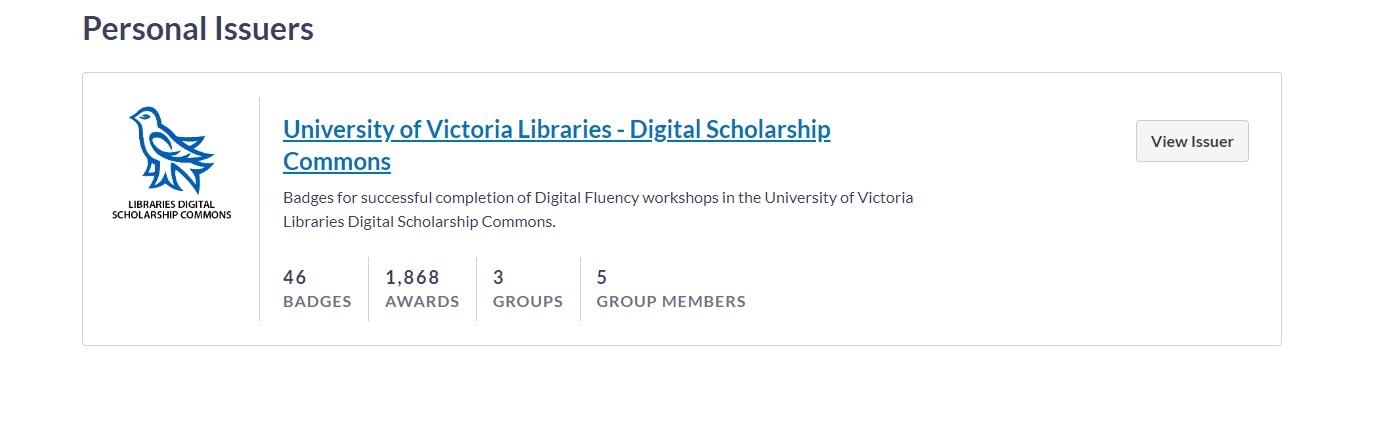 Personal Issuers
LIBRARIES DIGITAL
SCHOLARSHIP COMMONS
University of Victoria Libraries - Digital Scholarship
Commons
Badges for successful completion of Digital Fluency workshops in the University of Victoria
Libraries Digital Scholarship Commons.
View Issuer
46 1,868 3 5
BADGES AWARDS GROUPS GROUP MEMBERS